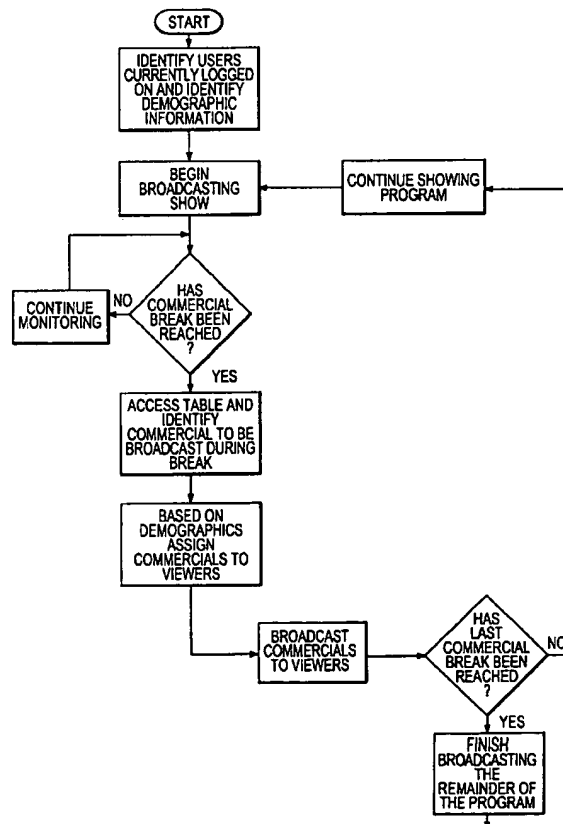 START
IDENTIFY USERS
CURRENTLY LOGGED
ON AND IDENTIFY
DEMOGRAPHIC
INFORMATION
BEGIN
BROADCASTING
SHOW
CONTINUE SHOWING
PROGRAM
HAS
COMMERCIAL
BREAK BEEN
REACHED
?
NO
CONTINUE
MONITORING
YES
ACCESS TABLE AND
IDENTIFY
COMMERCIAL TO BE
BROADCAST DURING
BREAK
BASED ON
DEMOGRAPHICS
ASSIGN
COMMERCIALS TO
VIEWERS
BROADCAST
COMMERCIALS
TO VIEWERS
HAS
LAST
COMMERCIAL
BREAK BEEN
REACHED
?
NO
YES
FINISH
BROADCASTING
THE
REMAINDER OF
THE PROGRAM